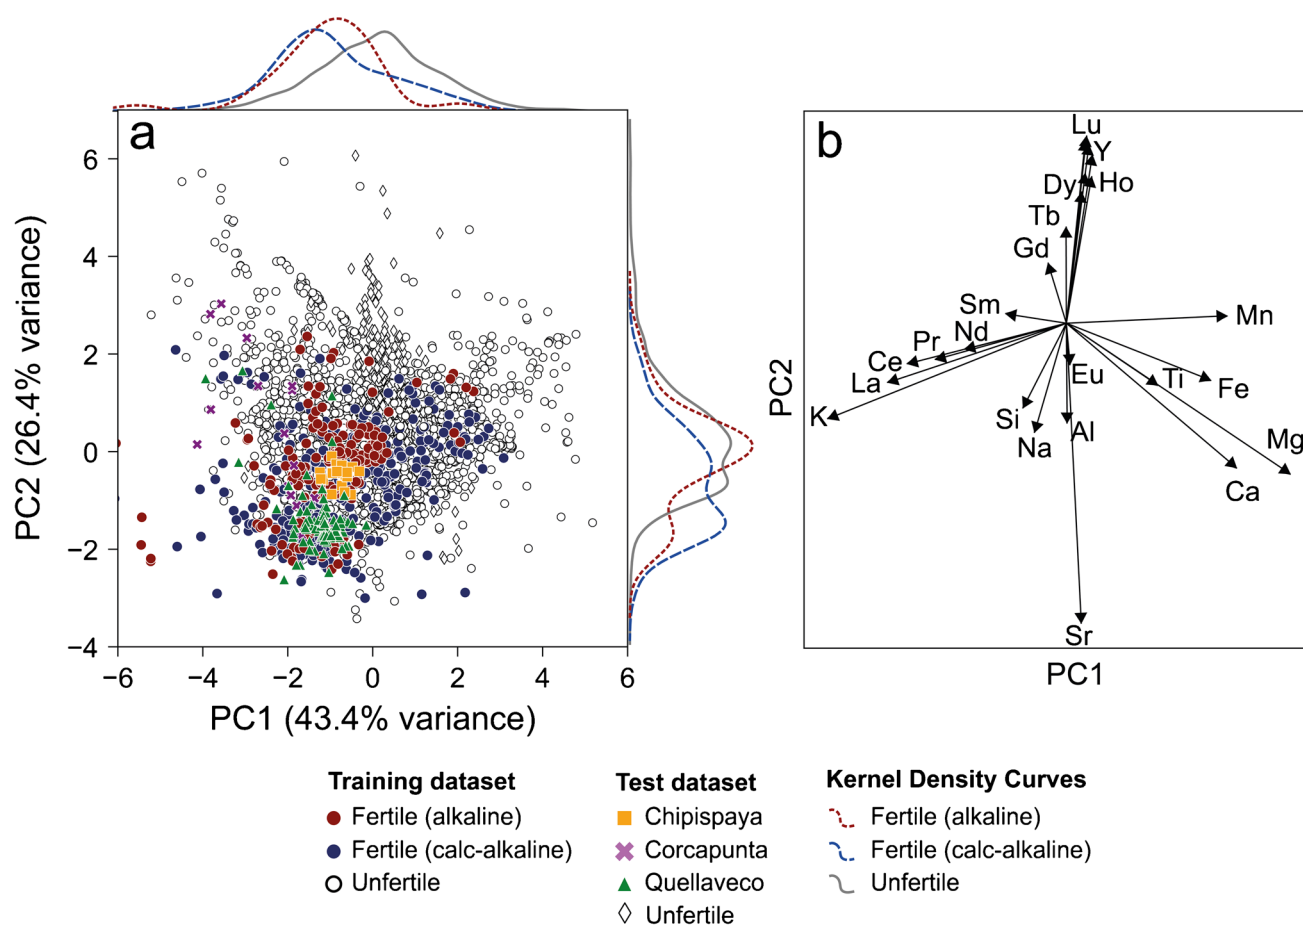 a
6
4
2
0
−2
−4
PC2 (26.4% variance)
−6
−4
−2
0
2
4
6
PC1 (43.4% variance)
b
Lu
Y
Dy
Ho
Tb
Gd
Sm
Mn
Nd
Pr
Ce
Eu
Ti
La
Fe
K
Si
Al
Na
Mg
Ca
Sr
PC2
PC1
Training dataset
Fertile (alkaline)
Fertile (calc-alkaline)
Unfertile
Test dataset
Chipispaya
Corcapunta
Quellaveco
Unfertile
Kernel Density Curves
Fertile (alkaline)
Fertile (calc-alkaline)
Unfertile